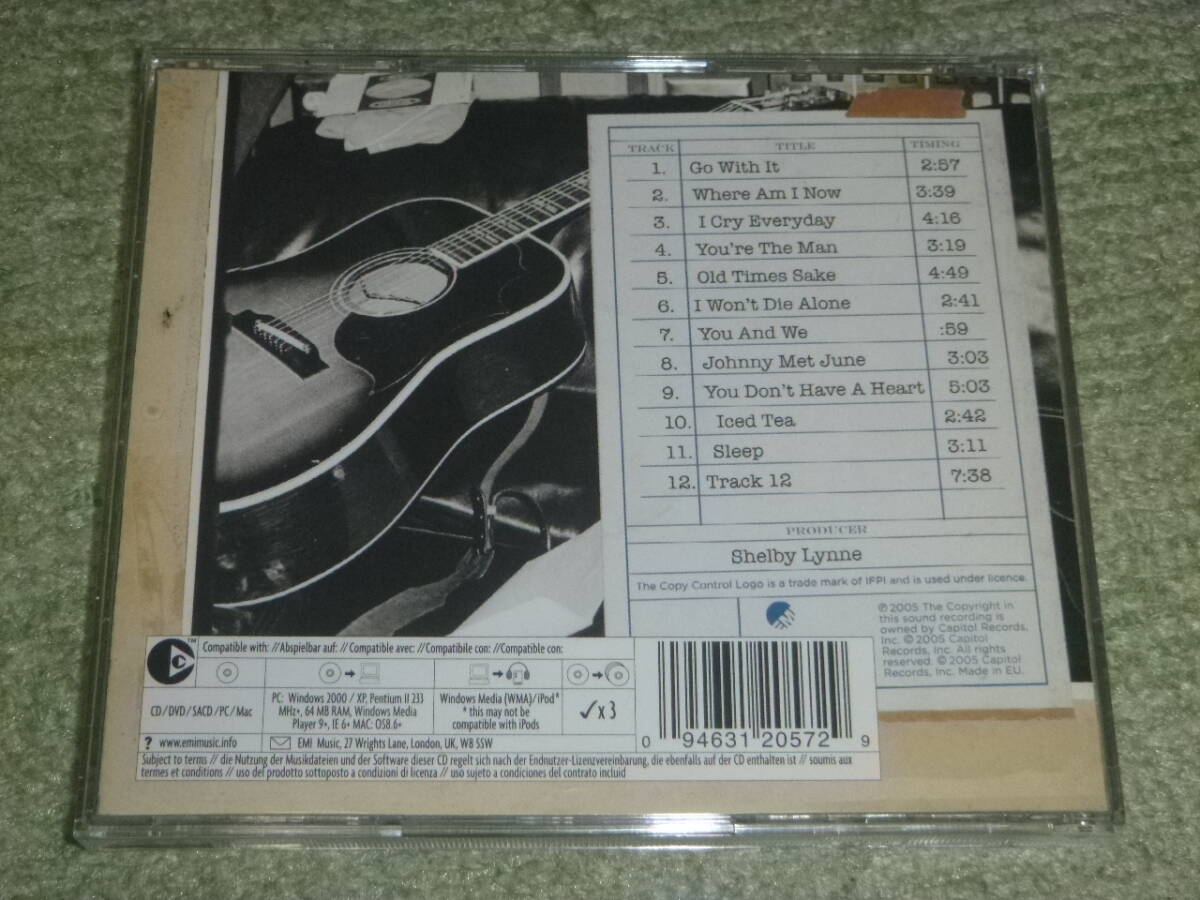 TRACK TITLE TIMING
1. Go With It 2:57
2. Where Am I Now 3:39
3. I Cry Everyday 4:16
4. You're The Man 3:19
5. Old Times Sake 4:49
6. I Won't Die Alone 2:41
7. You And We :59
8. Johnny Met June 3:03
9. You Don't Have A Heart 5:03
10. Iced Tea 2:42
11. Sleep 3:11
12. Track 12 7:38
PRODUCER
Shelby Lynne
The Copy Control Logo is a trade mark of IFPI and is used under licence.
℗ 2005 The Copyright in
this sound recording is
owned by Capitol Records,
Inc. © 2005 Capitol
Records, Inc. All rights
reserved. © 2005 Capitol
Records, Inc. Made in EU.
TM
Compatible with: //Abspielbar auf: // Compatible avec: //Compatibile con: //Compatible con:
CD/DVD/SACD/PC/Mac
PC: Windows 2000 / XP, Pentium II 233
MHz+, 64 MB RAM, Windows Media
Player 9+, IE 6+ MAC: OS8.6+
Windows Media (WMA)/iPod*
* this may not be
compatible with iPods
✓x 3
? www.emimusic.info
EMI Music, 27 Wrights Lane, London, UK, W8 5SW
0 94631 20572 9
Subject to terms // die Nutzung der Musikdateien und der Software dieser CD regelt sich nach der Endnutzer-Lizenzvereinbarung, die ebenfalls auf der CD enthalten ist // soumis aux
termes et conditions // uso del prodotto sottoposto a condizioni di licenza // uso sujeto a condiciones del contrato incluid